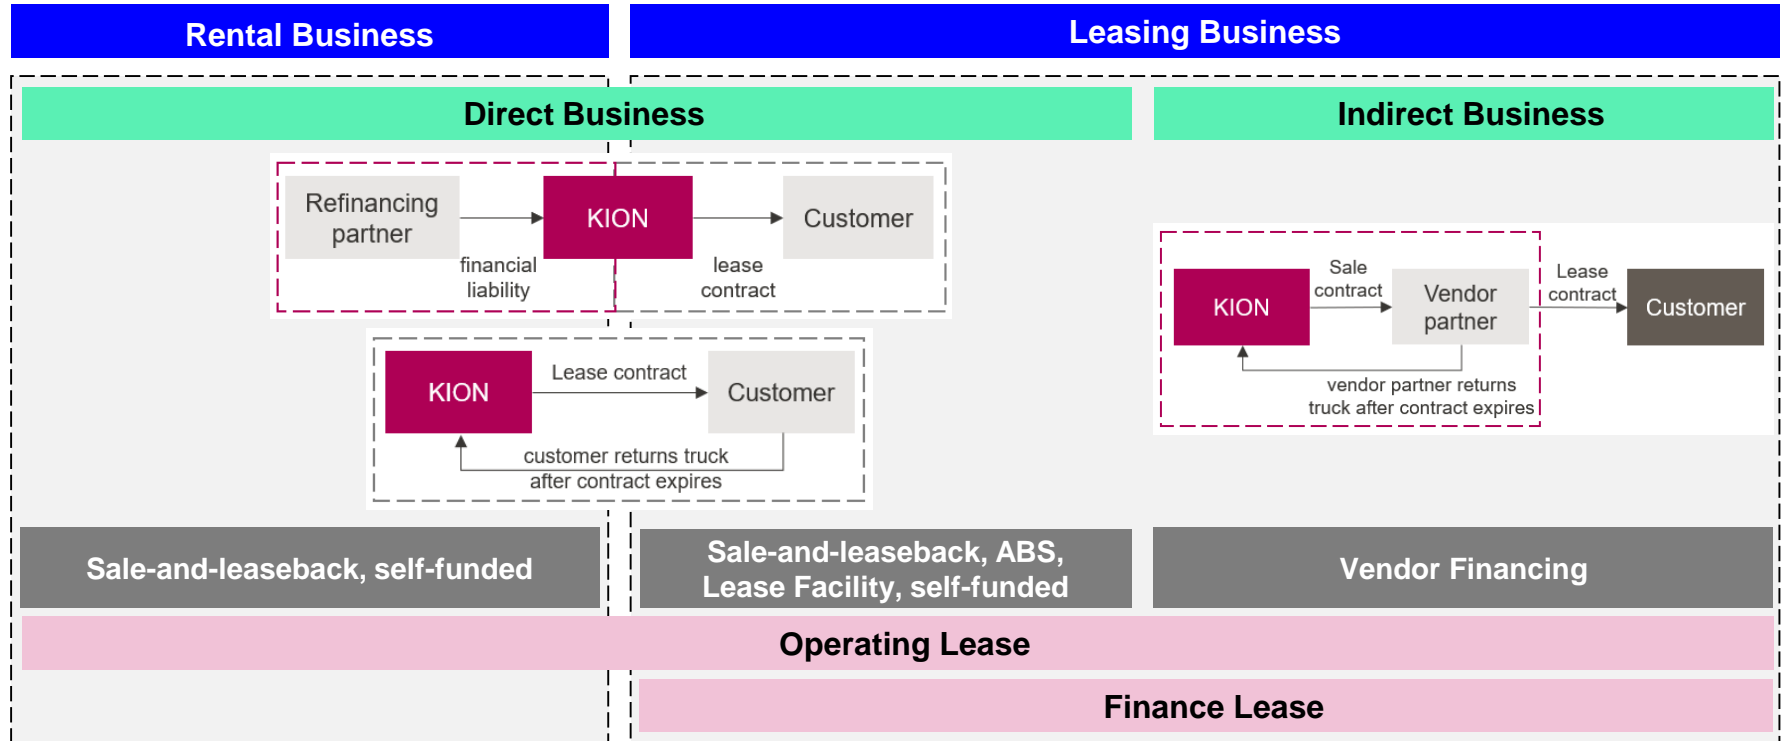 Rental Business
Leasing Business
Direct Business
Indirect Business
Refinancing
partner
KION
Customer
financial
liability
lease
contract
KION
Lease contract
Customer
customer returns truck
after contract expires
KION
Sale
contract
Vendor
partner
Lease
contract
Customer
vendor partner returns
truck after contract expires
Sale-and-leaseback, self-funded
Sale-and-leaseback, ABS,
Lease Facility, self-funded
Vendor Financing
Operating Lease
Finance Lease